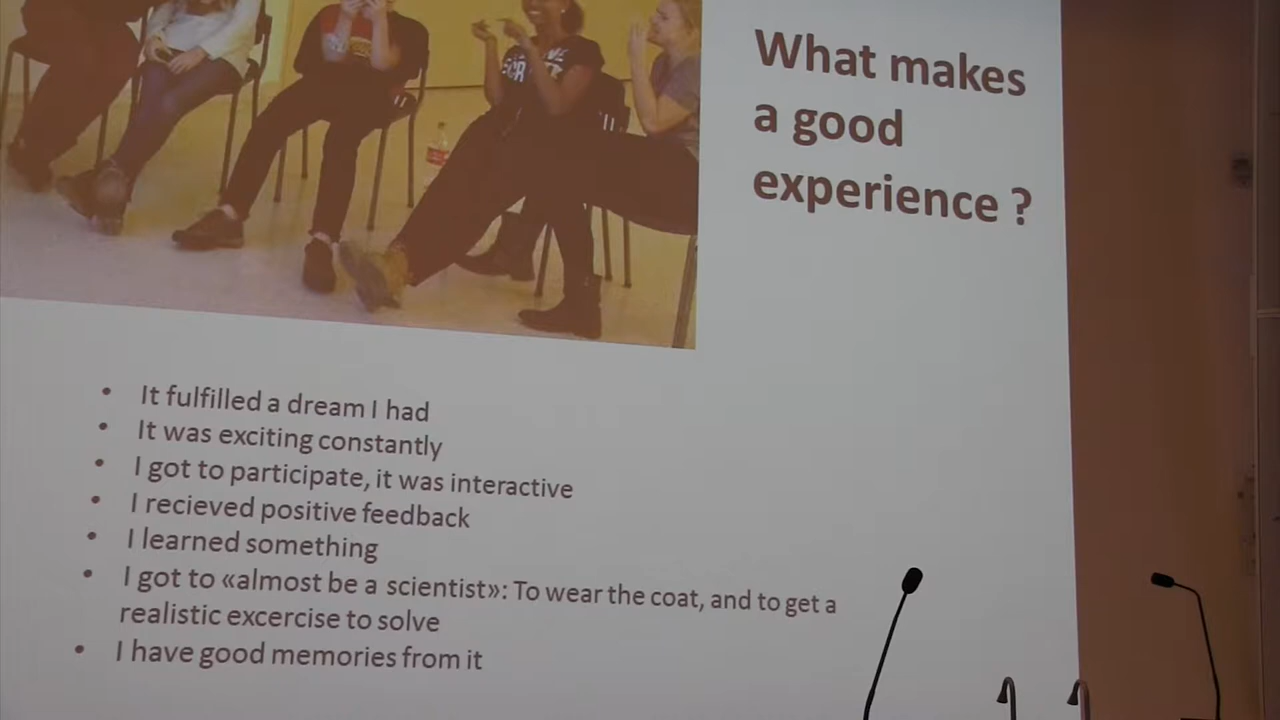 What makes
a good
experience ?
• It fulfilled a dream I had
• It was exciting constantly
• I got to participate, it was interactive
• I recieved positive feedback
• I learned something
• I got to «almost be a scientist»: To wear the coat, and to get a
realistic excercise to solve
• I have good memories from it